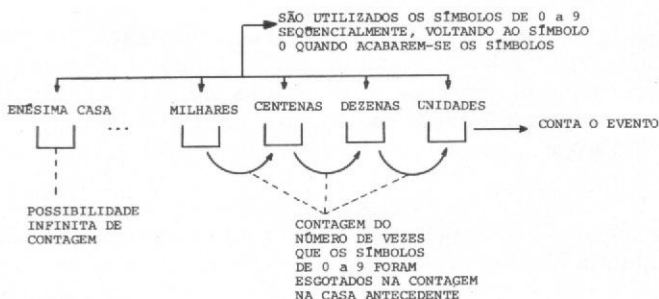 SÃO UTILIZADOS OS SÍMBOLOS DE 0 a 9
SEQUENCIALMENTE, VOLTANDO AO SÍMBOLO
0 QUANDO ACABAREM-SE OS SÍMBOLOS
ENÉSIMA CASA ... MILHARES CENTENAS DEZENAS UNIDADES
CONTA O EVENTO
POSSIBILIDADE
INFINITA DE
CONTAGEM
CONTAGEM DO
NÚMERO DE VEZES
QUE OS SÍMBOLOS
DE 0 a 9 FORAM
ESGOTADOS NA CONTAGEM
NA CASA ANTECEDENTE